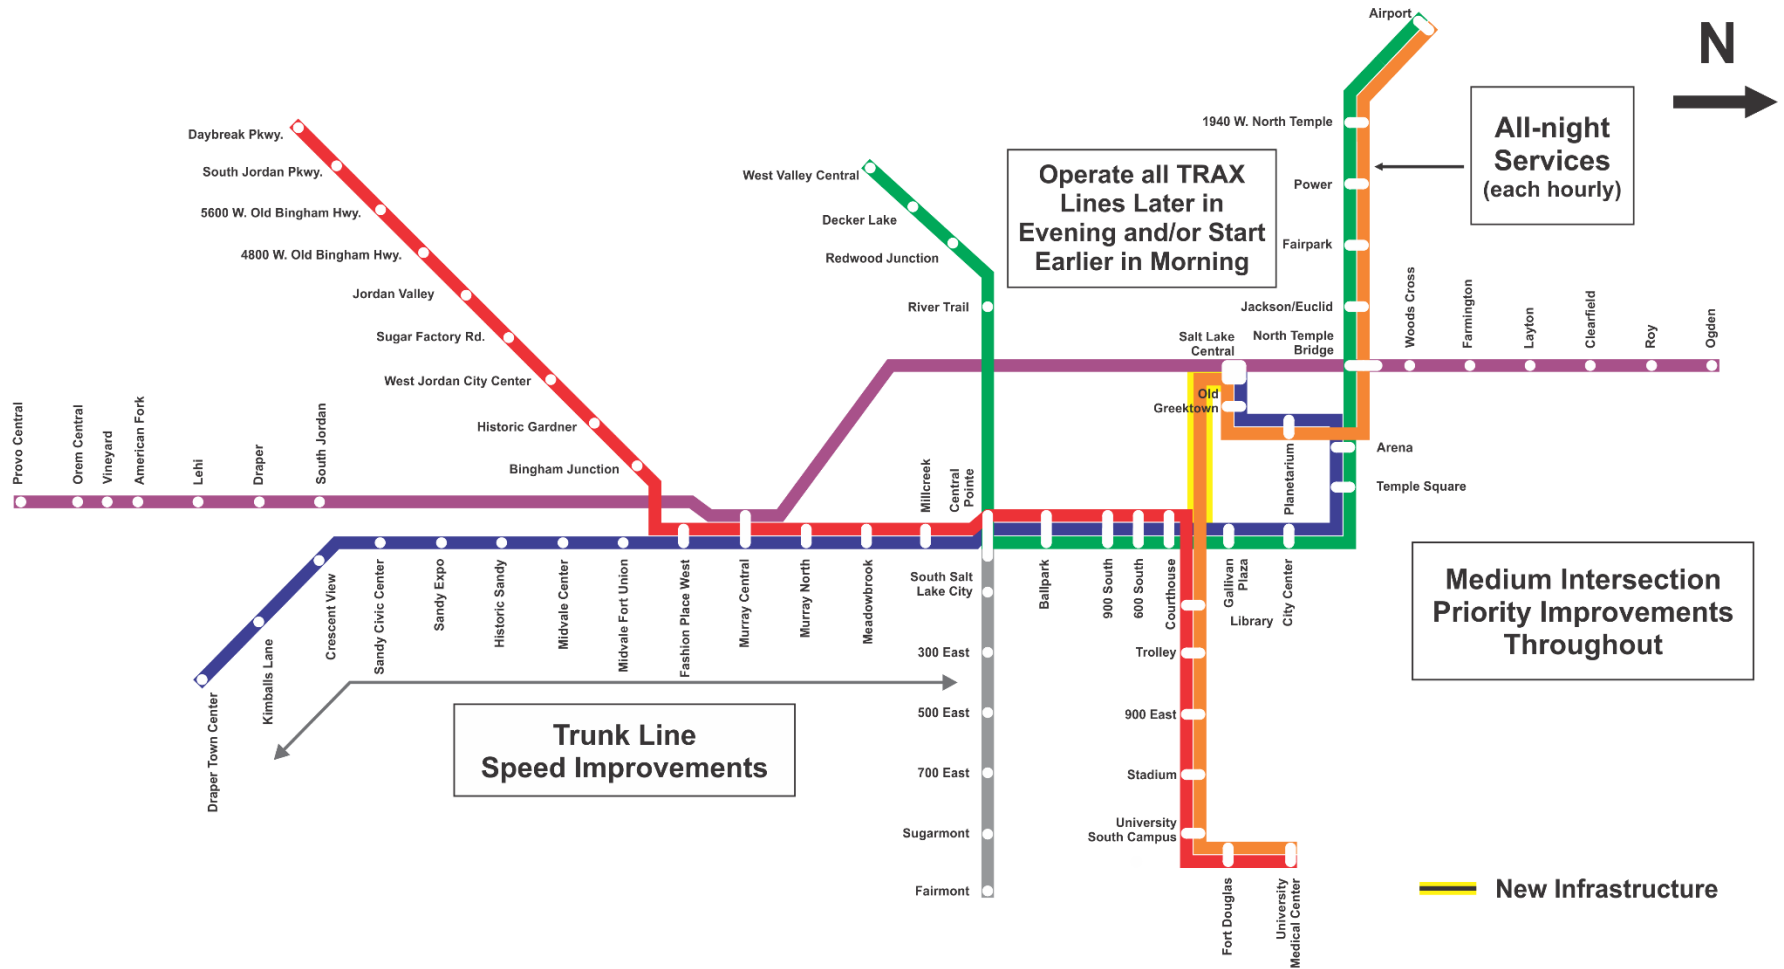 Airport
N
1940 W. North Temple
All-night
Services
(each hourly)
Daybreak Pkwy.
South Jordan Pkwy.
5600 W. Old Bingham Hwy.
4800 W. Old Bingham Hwy.
Jordan Valley
Sugar Factory Rd.
West Jordan City Center
Historic Gardner
Bingham Junction
West Valley Central
Decker Lake
Redwood Junction
River Trail
Operate all TRAX
Lines Later in
Evening and/or Start
Earlier in Morning
Power
Fairpark
Jackson/Euclid
North Temple
Bridge
Salt Lake
Central
Old
Greektown
Woods Cross
Farmington
Layton
Clearfield
Roy
Ogden
Provo Central
Orem Central
Vineyard
American Fork
Lehi
Draper
South Jordan
Millcreek
Central
Pointe
Planetarium
Arena
Temple Square
Draper Town Center
Kimballs Lane
Crescent View
Sandy Civic Center
Sandy Expo
Historic Sandy
Midvale Center
Midvale Fort Union
Fashion Place West
Murray Central
Murray North
Meadowbrook
South Salt
Lake City
Ballpark
900 South
600 South
Courthouse
Gallivan
Plaza
City Center
Library
300 East
500 East
700 East
Sugarmont
Fairmont
Trolley
900 East
Stadium
University
South Campus
Fort Douglas
University
Medical Center
Trunk Line
Speed Improvements
Medium Intersection
Priority Improvements
Throughout
New Infrastructure